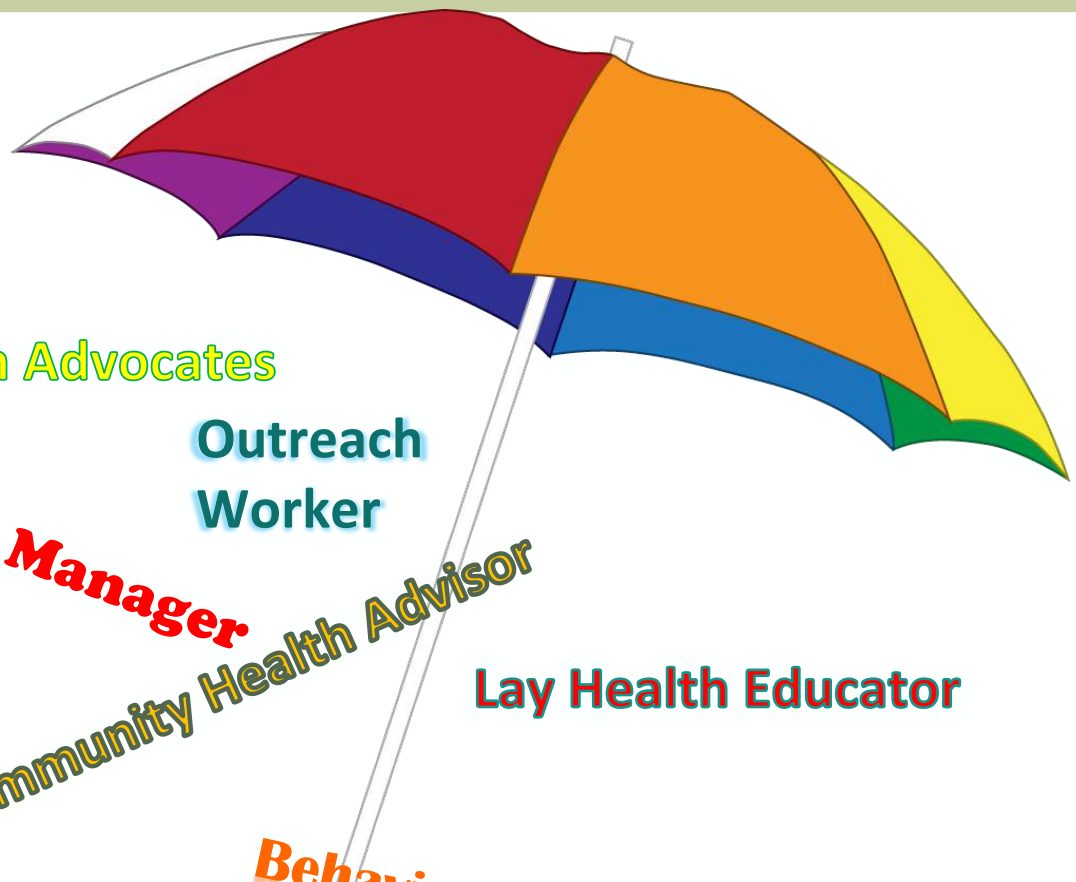 Advocates
Outreach
Worker
Manager
Health Advisor
Lay Health Educator